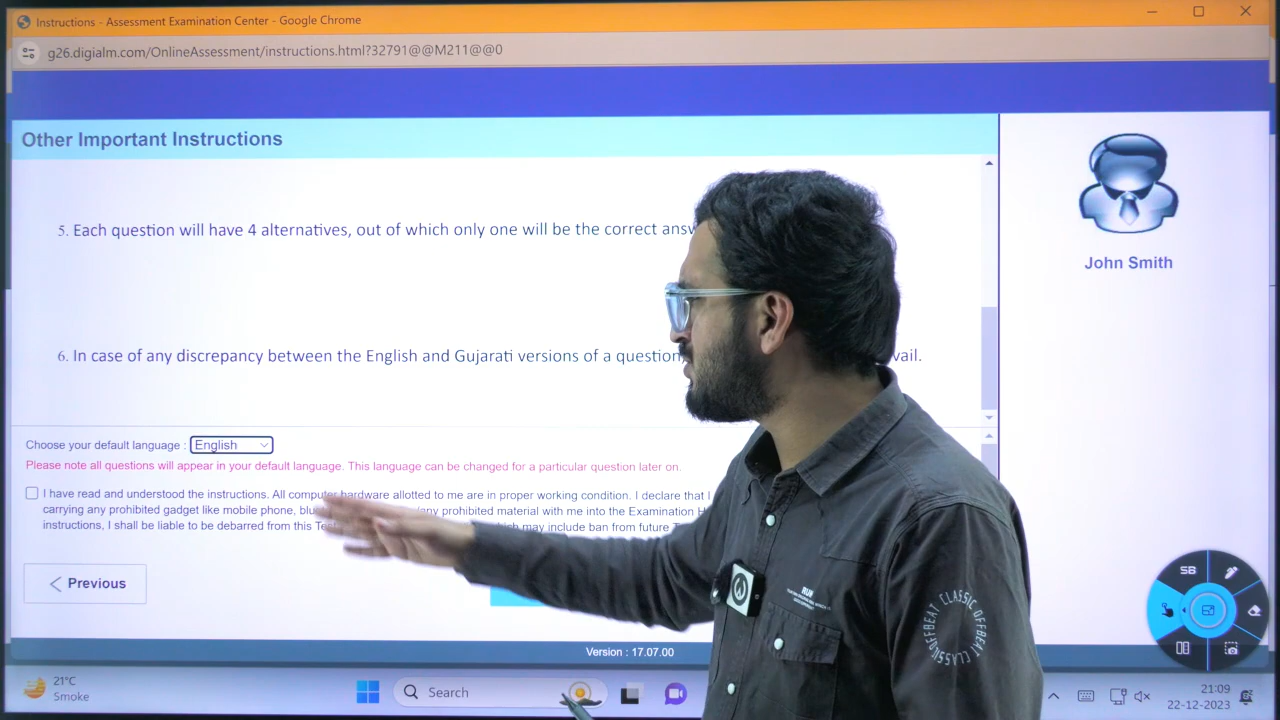 Instructions - Assessment Examination Center - Google Chrome
g26.digialm.com/OnlineAssessment/instructions.html?32791@@M211@@0
Other Important Instructions
John Smith
5. Each question will have 4 alternatives, out of which only one will be the correct
6. In case of any discrepancy between the English and Gujarati versions of a question,
Choose your default language : English
Please note all questions will appear in your default language. This language can be changed for a particular question later on.
I have read and understood the instructions. All computer hardware allotted to me are in proper working condition. I declare that I
carrying any prohibited gadget like mobile phone, /any prohibited material with me into the Examination
instructions, I shall be liable to be debarred from this which may include ban from future
< Previous
Version : 17.07.00
SB
RUN
CLASSIC OFFBEAT CLASSIC OFFBEAT
21°C
Smoke
Search
21:09
22-12-2023